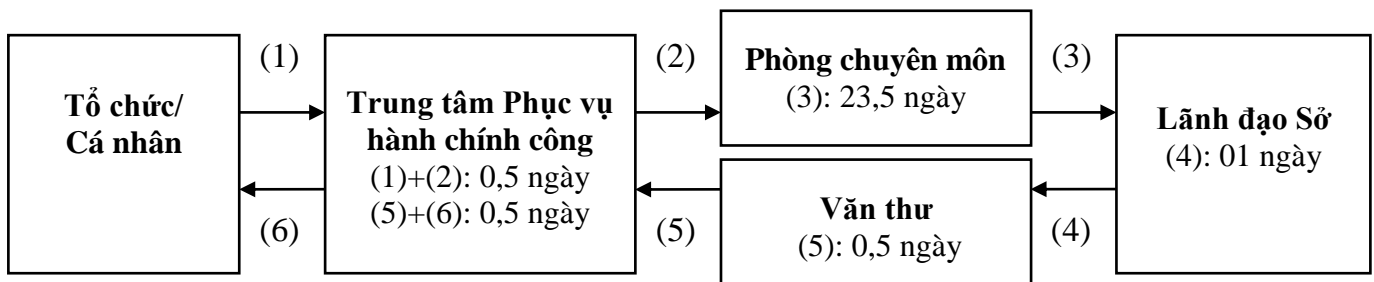 Tổ chức/
Cá nhân
(1)
(6)
Trung tâm Phục vụ
hành chính công
(1)+(2): 0,5 ngày
(5)+(6): 0,5 ngày
(2)
(5)
Phòng chuyên môn
(3): 23,5 ngày
Văn thư
(5): 0,5 ngày
(3)
(4)
Lãnh đạo Sở
(4): 01 ngày